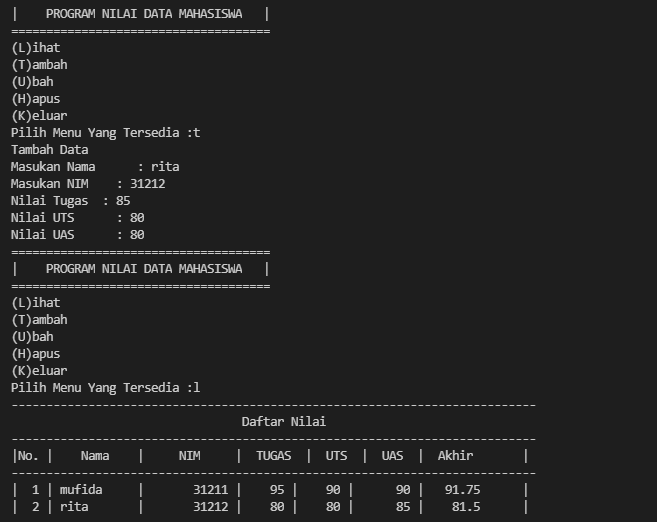 |    PROGRAM NILAI DATA MAHASISWA   |
=====================================
(L)ihat
(T)ambah
(U)bah
(H)apus
(K)eluar
Pilih Menu Yang Tersedia :t
Tambah Data
Masukan Nama      : rita
Masukan NIM    : 31212
Nilai Tugas  : 85
Nilai UTS      : 80
Nilai UAS      : 80
=====================================
|    PROGRAM NILAI DATA MAHASISWA   |
=====================================
(L)ihat
(T)ambah
(U)bah
(H)apus
(K)eluar
Pilih Menu Yang Tersedia :l
---------------------------------------------------------------------------
                                 Daftar Nilai
---------------------------------------------------------------------------
|No. |    Nama    |     NIM     |  TUGAS  |  UTS  |  UAS  |  Akhir       |
---------------------------------------------------------------------------
|  1 | mufida     |       31211 |    95 |    90 |      90 |   91.75      |
|  2 | rita       |       31212 |    80 |    80 |      85 |    81.5      |